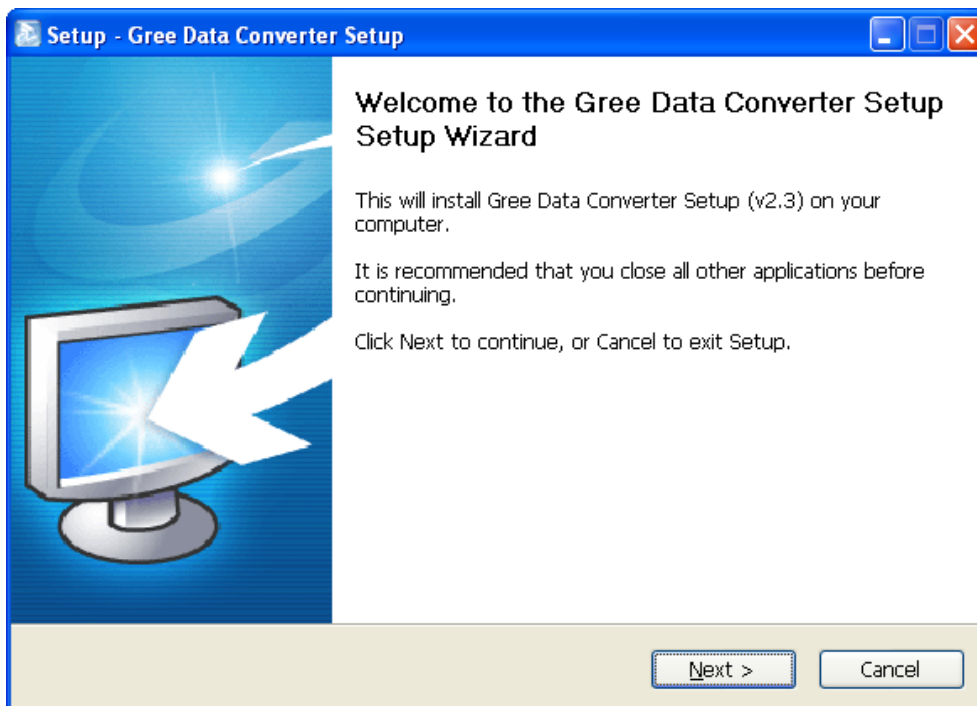 Setup - Gree Data Converter Setup
Welcome to the Gree Data Converter Setup
Setup Wizard
This will install Gree Data Converter Setup (v2.3) on your
computer.
It is recommended that you close all other applications before
continuing.
Click Next to continue, or Cancel to exit Setup.
Next >
Cancel